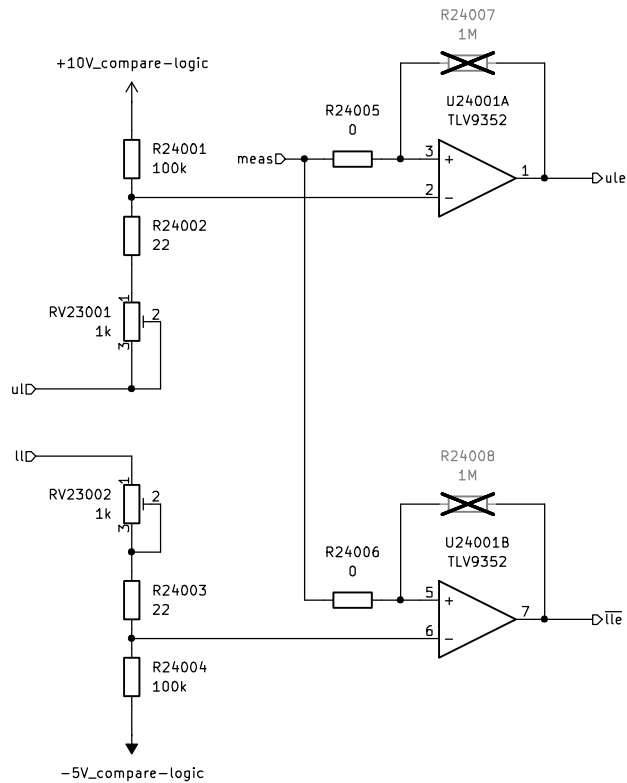 R24007
1M
+10V_compare-logic
U24001A
TLV9352
R24005
0
R24001
100k
meas
3
+
1
ule
2
−
R24002
22
1
RV23001
1k
2
3
ul
ll
R24008
1M
1
RV23002
1k
2
3
U24001B
TLV9352
R24006
0
R24003
22
5
+
7
lle
6
−
R24004
100k
-5V_compare-logic